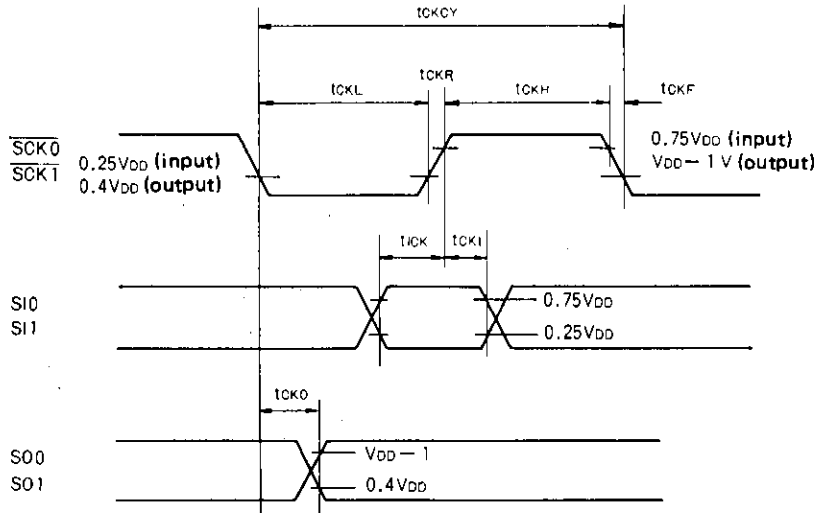 tCKCY
tCKR
tCKL
tCKH
tCKF
SCK0
SCK1
0.25VDD (input)
0.4VDD (output)
0.75VDD (input)
VDD-1V (output)
tICK
tCKI
SI0
SI1
0.75VDD
0.25VDD
tCKO
SO0
SO1
VDD-1
0.4VDD